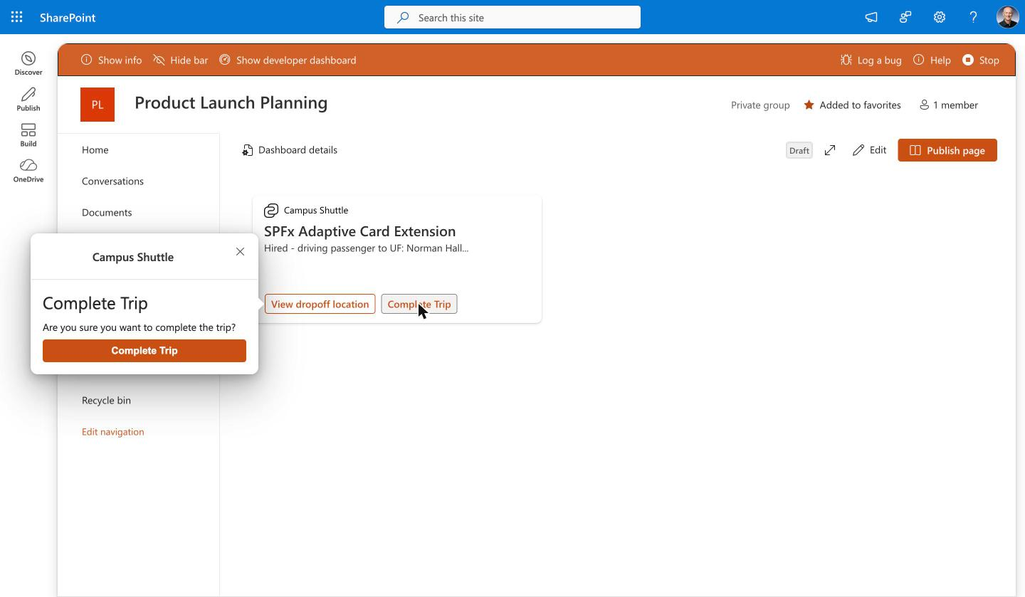 SharePoint
Search this site
Discover
Publish
Build
OneDrive
Show info
Hide bar
Show developer dashboard
Log a bug
Help
Stop
PL
Product Launch Planning
Private group
Added to favorites
1 member
Home
Conversations
Documents
Recycle bin
Edit navigation
Dashboard details
Draft
Edit
Publish page
Campus Shuttle
SPFx Adaptive Card Extension
Hired - driving passenger to UF: Norman Hall...
View dropoff location
Complete Trip
Campus Shuttle
Complete Trip
Are you sure you want to complete the trip?
Complete Trip